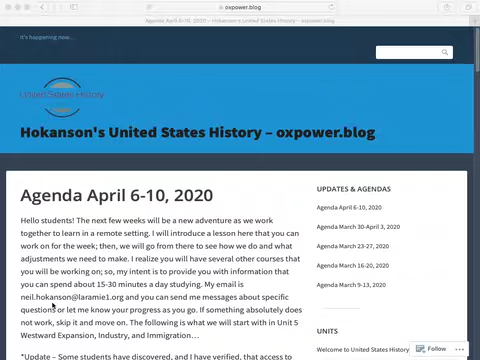 oxpower.blog
Agenda April 6-10, 2020 – Hokanson's United States History – oxpower.blog
It's happening now...
United States History
Hokanson's United States History – oxpower.blog
Agenda April 6-10, 2020
Hello students! The next few weeks will be a new adventure as we work
together to learn in a remote setting. I will introduce a lesson here that you can
work on for the week; then, we will go from there to see how we do and what
adjustments we need to make. I realize you will have several other courses that
you will be working on; so, my intent is to provide you with information that
you can spend about 15-30 minutes a day studying. My email is
neil.hokanson@laramie1.org and you can send me messages about specific
questions or let me know your progress as you go. If something absolutely does
not work, skip it and move on. The following is what we will start with in Unit 5
Westward Expansion, Industry, and Immigration...
*Update – Some students have discovered, and I have verified, that access to
UPDATES & AGENDAS
Agenda April 6-10, 2020
Agenda March 30-April 3, 2020
Agenda March 23-27, 2020
Agenda March 16-20, 2020
Agenda March 9-13, 2020
UNITS
Welcome to United States History
Follow